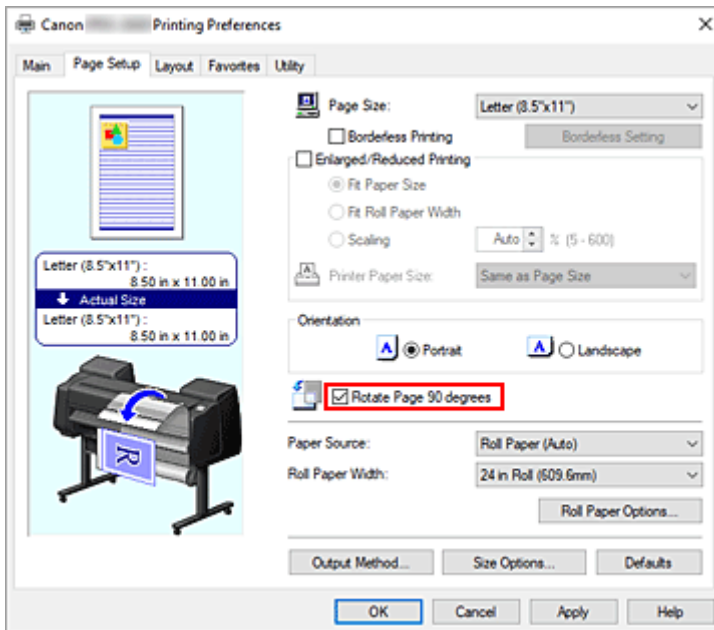 Canon Printing Preferences
Main Page Setup Layout Favorites Utility
Page Size: Letter (8.5"x11")
Borderless Printing Borderless Setting
Enlarged/Reduced Printing
Fit Paper Size
Fit Roll Paper Width
Scaling Auto % (5 - 600)
Printer Paper Size: Same as Page Size
Letter (8.5"x11") :
8.50 in x 11.00 in
Actual Size
Letter (8.5"x11") :
8.50 in x 11.00 in
Orientation
A Portrait A Landscape
Rotate Page 90 degrees
R
Paper Source: Roll Paper (Auto)
Roll Paper Width: 24 in Roll (609.6mm)
Roll Paper Options...
Output Method... Size Options... Defaults
OK Cancel Apply Help